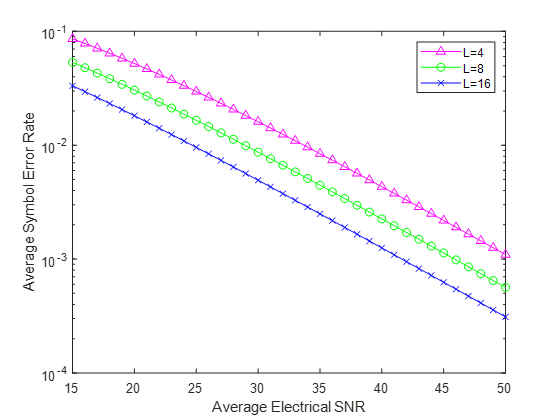 10^-1
L=4
L=8
L=16
10^-2
10^-3
10^-4
Average Symbol Error Rate
15 20 25 30 35 40 45 50
Average Electrical SNR